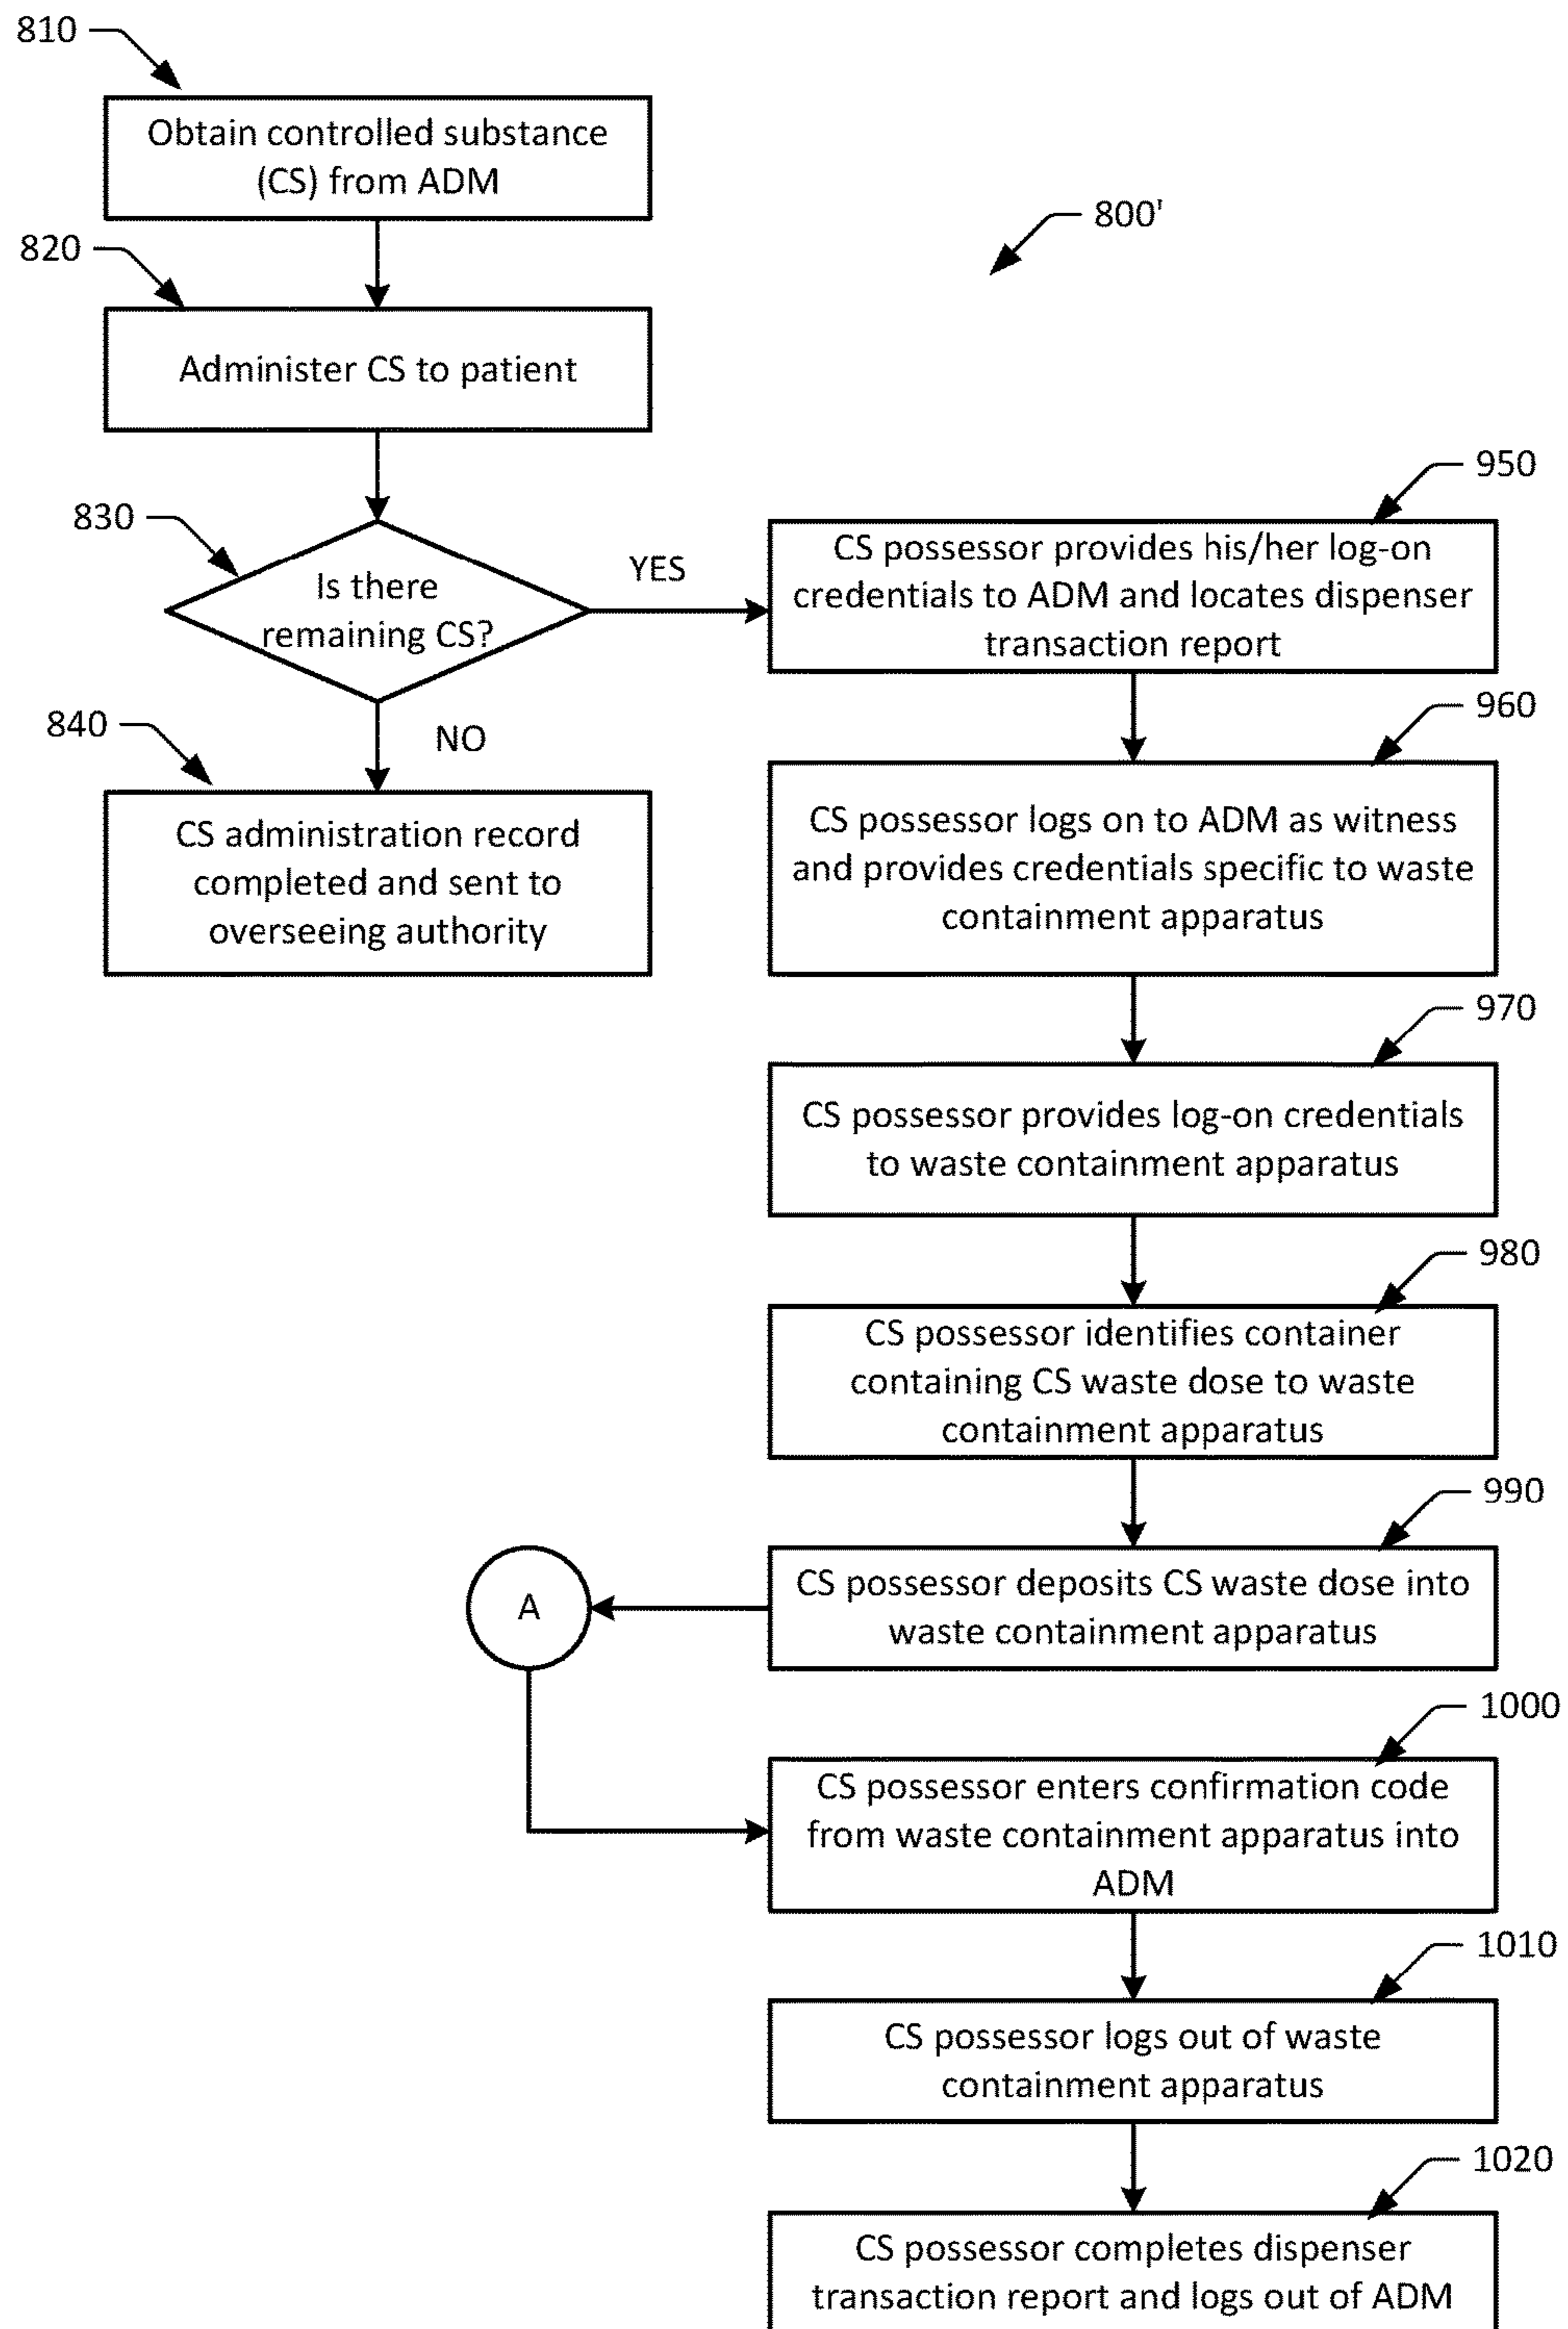 810
Obtain controlled substance
(CS) from ADM
800'
820
Administer CS to patient
830
Is there
remaining CS?
YES
NO
840
CS administration record
completed and sent to
overseeing authority
950
CS possessor provides his/her log-on
credentials to ADM and locates dispenser
transaction report
960
CS possessor logs on to ADM as witness
and provides credentials specific to waste
containment apparatus
970
CS possessor provides log-on credentials
to waste containment apparatus
980
CS possessor identifies container
containing CS waste dose to waste
containment apparatus
990
CS possessor deposits CS waste dose into
waste containment apparatus
A
1000
CS possessor enters confirmation code
from waste containment apparatus into
ADM
1010
CS possessor logs out of waste
containment apparatus
1020
CS possessor completes dispenser
transaction report and logs out of ADM